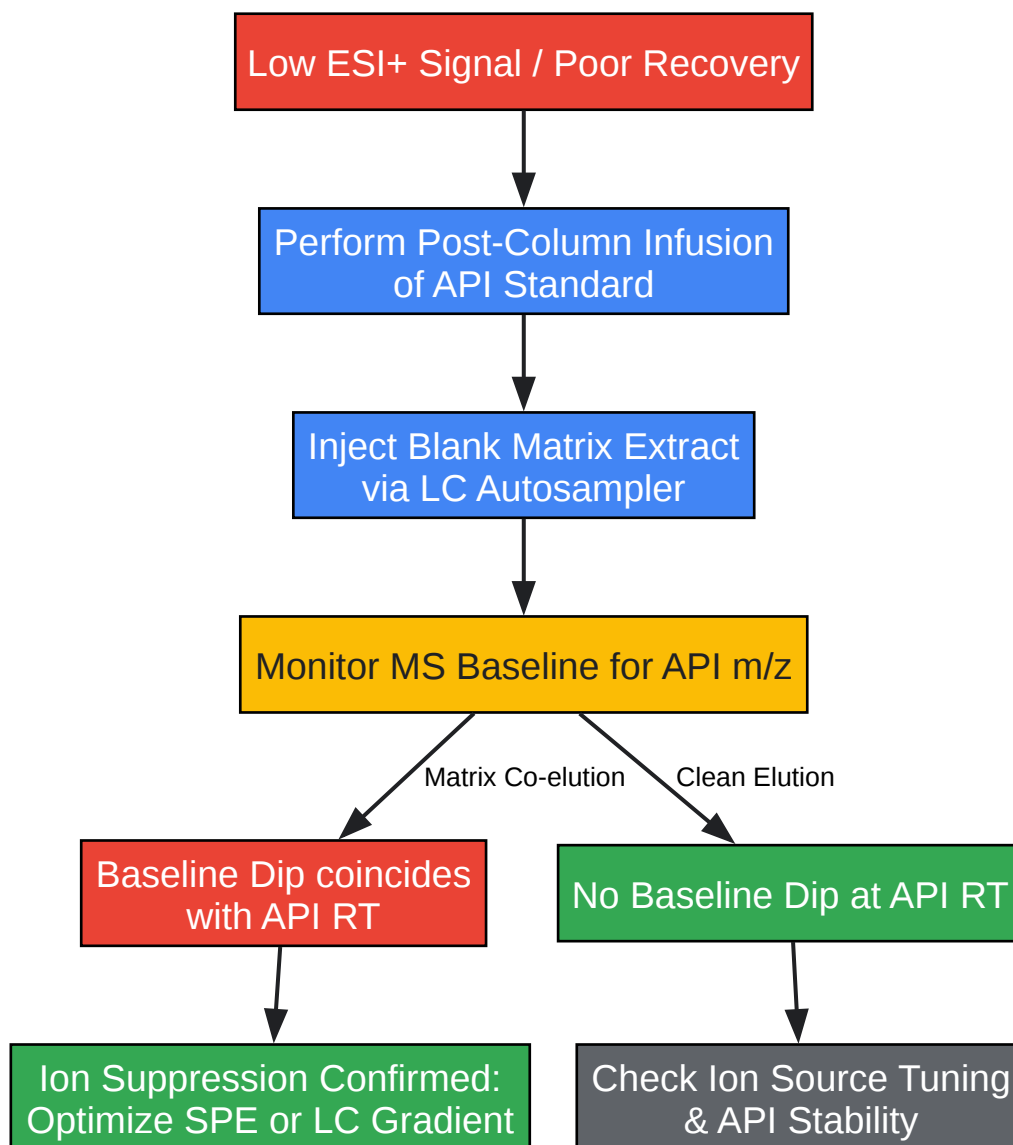 Low ESI+ Signal / Poor Recovery
Perform Post-Column Infusion
of API Standard
Inject Blank Matrix Extract
via LC Autosampler
Monitor MS Baseline for API m/z
Matrix Co-elution
Clean Elution
Baseline Dip coincides
with API RT
No Baseline Dip at API RT
Ion Suppression Confirmed:
Optimize SPE or LC Gradient
Check Ion Source Tuning
& API Stability